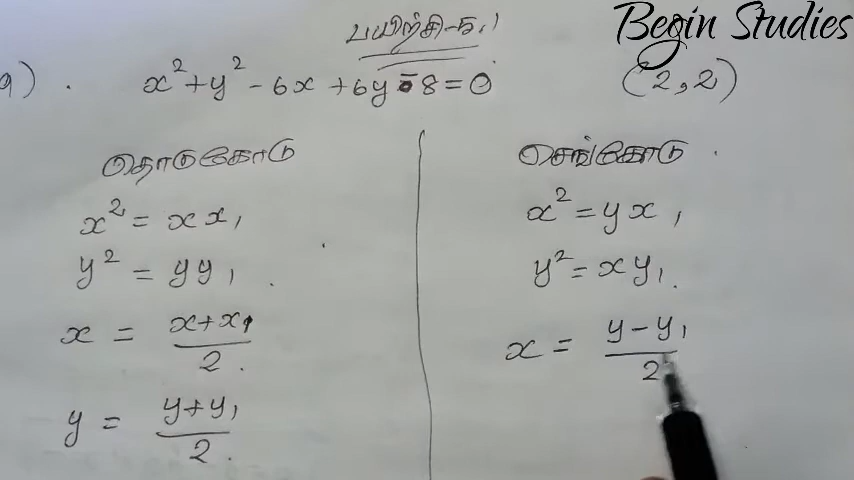 Begin Studies
பயிற்சி-5.1
9) . x² + y² - 6x + 6y - 8 = 0 (2,2)
தொடுகோடு
x² = xx₁
y² = yy₁
x = (x+x₁)/2
y = (y+y₁)/2
செங்கோடு
x² = yx₁
y² = xy₁
x = (y-y₁)/2